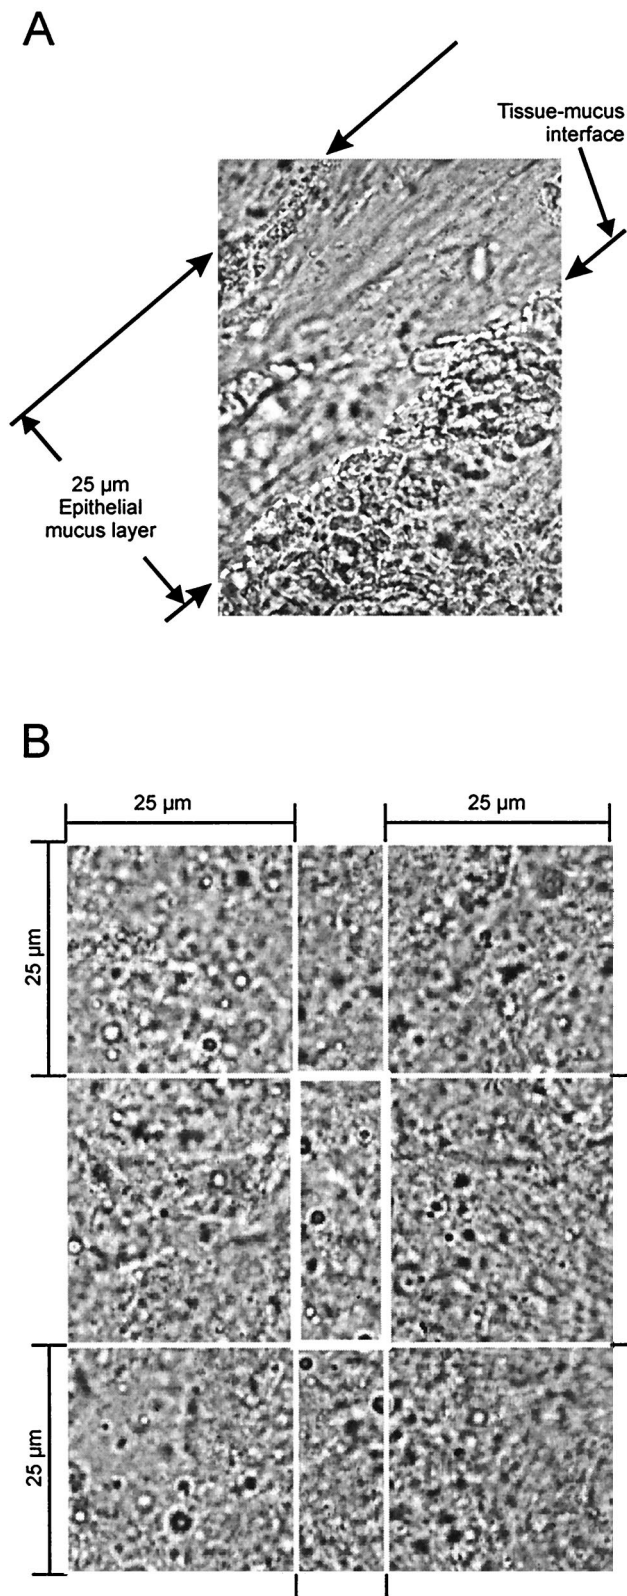 A
Tissue-mucus
interface
25 µm
Epithelial
mucus layer
B
25 µm
25 µm
25 µm
25 µm